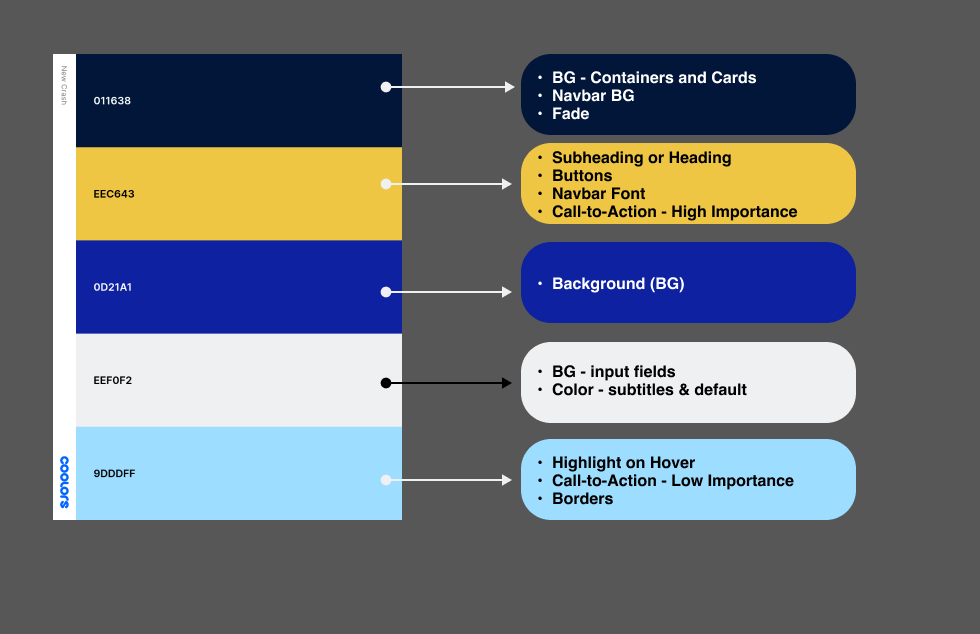 New Crash
011638
• BG - Containers and Cards
• Navbar BG
• Fade
EEC643
• Subheading or Heading
• Buttons
• Navbar Font
• Call-to-Action - High Importance
0D21A1
• Background (BG)
EEF0F2
• BG - input fields
• Color - subtitles & default
9DDDFF
• Highlight on Hover
• Call-to-Action - Low Importance
• Borders
coolors